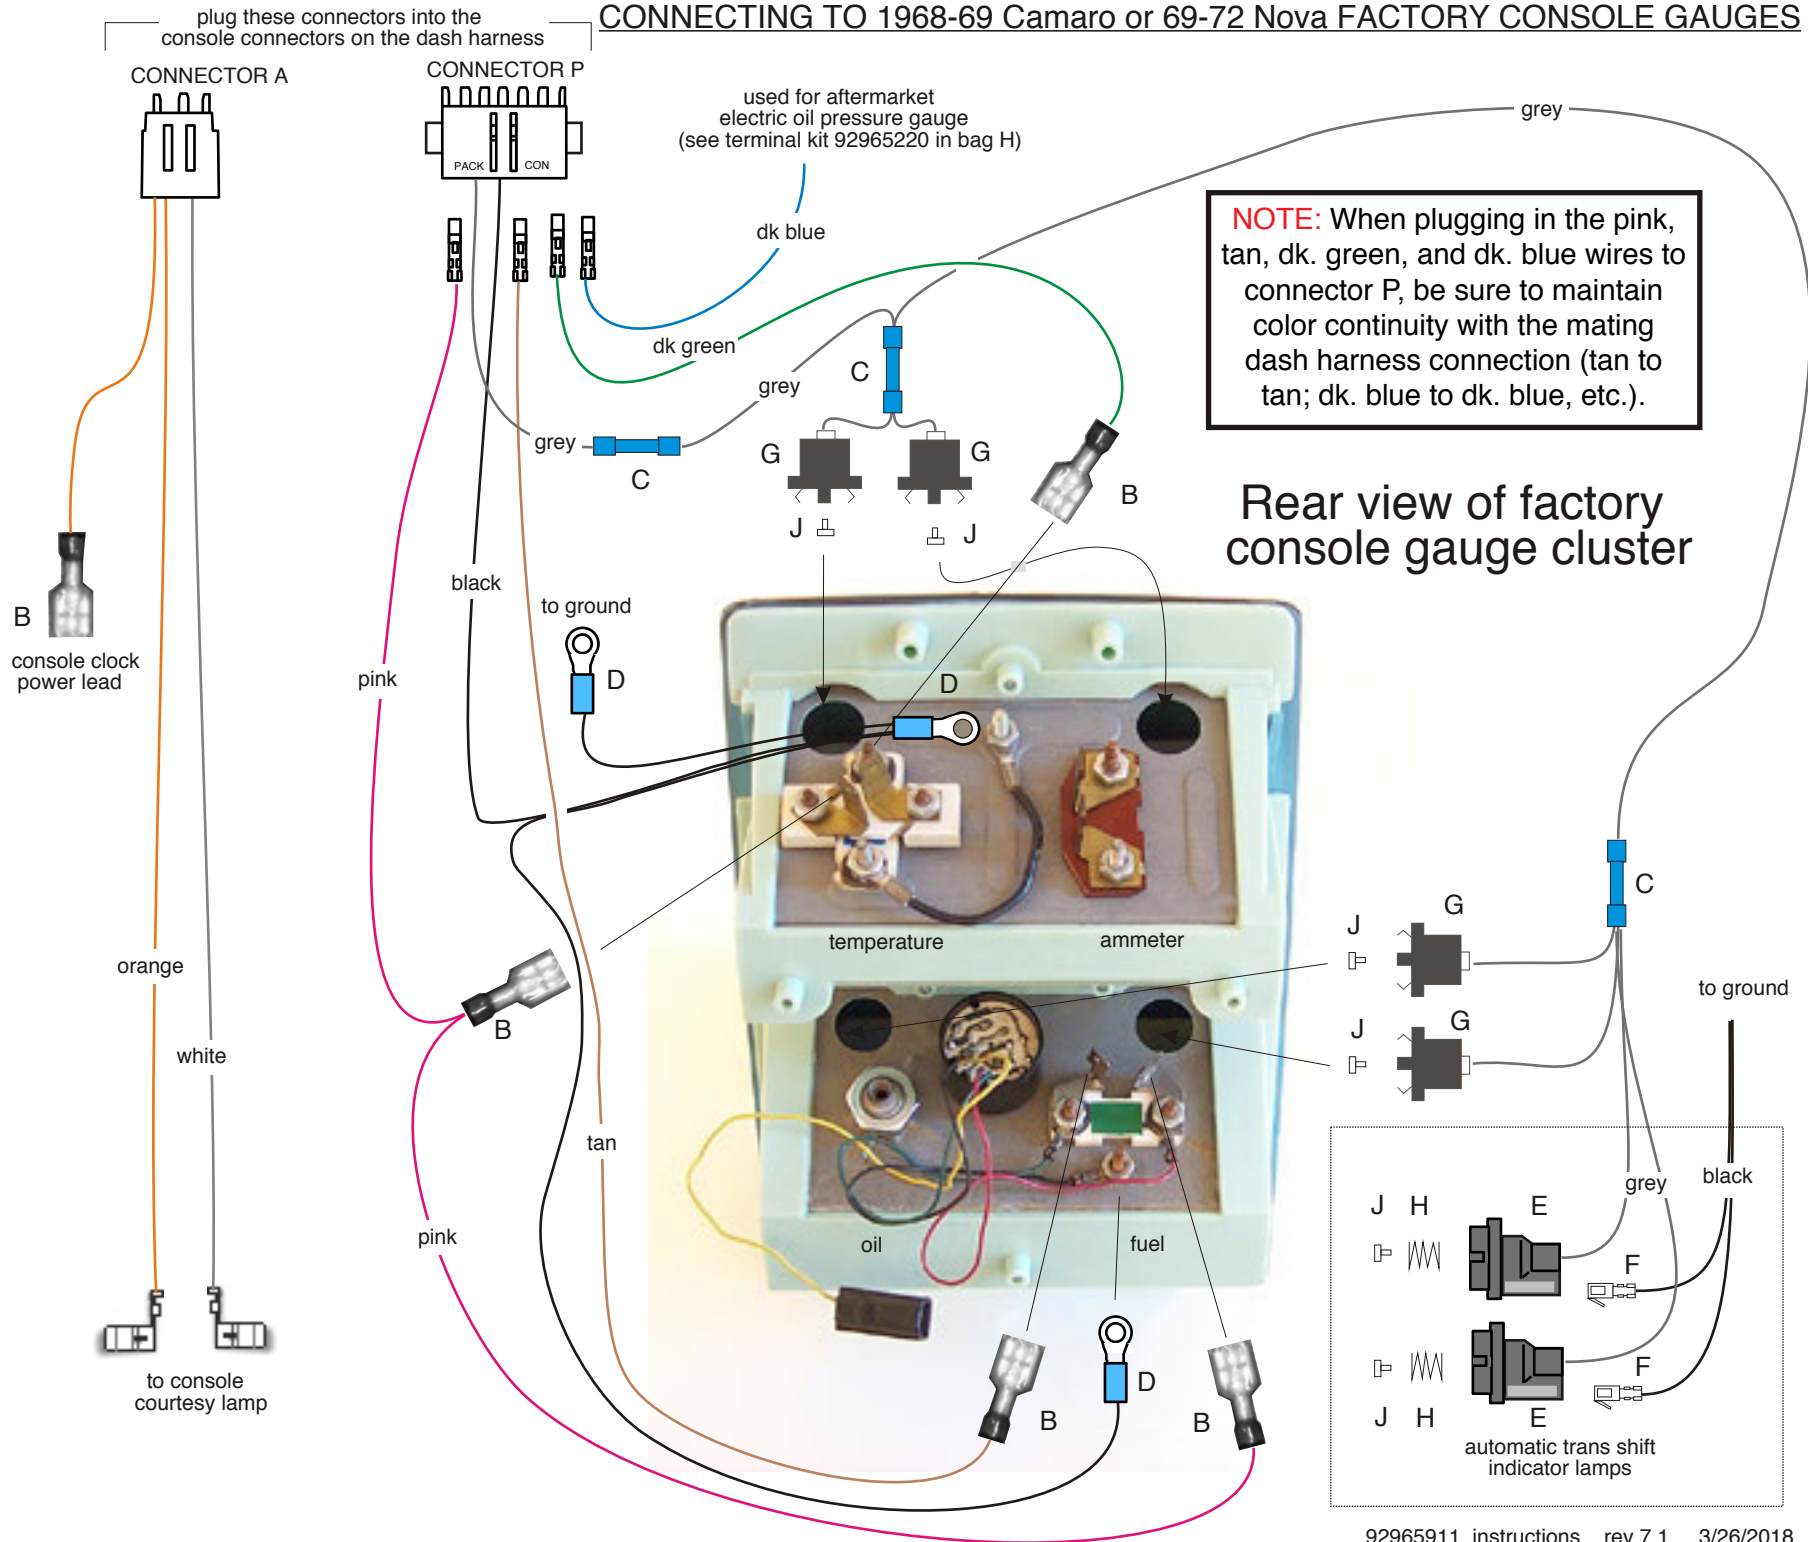 CONNECTING TO 1968-69 Camaro or 69-72 Nova FACTORY CONSOLE GAUGES
plug these connectors into the
console connectors on the dash harness
CONNECTOR A
CONNECTOR P
PACK
CON
used for aftermarket
electric oil pressure gauge
(see terminal kit 92965220 in bag H)
grey
dk blue
NOTE: When plugging in the pink,
tan, dk. green, and dk. blue wires to
connector P, be sure to maintain
color continuity with the mating
dash harness connection (tan to
tan; dk. blue to dk. blue, etc.).
dk green
C
grey
grey
C
G
G
B
J
J
Rear view of factory
console gauge cluster
black
B
to ground
console clock
power lead
pink
D
D
C
G
J
temperature
ammeter
orange
to ground
B
G
J
white
tan
black
grey
J
H
E
pink
oil
fuel
F
F
to console
courtesy lamp
D
B
B
J
H
E
automatic trans shift
indicator lamps
92965911 instructions rev 7.1 3/26/2018